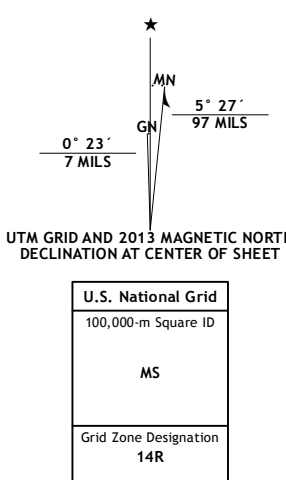 ★
MN
5° 27´
97 MILS
GN
0° 23´
7 MILS
UTM GRID AND 2013 MAGNETIC NORT
DECLINATION AT CENTER OF SHEET
U.S. National Grid
100,000-m Square ID
MS
Grid Zone Designation
14R